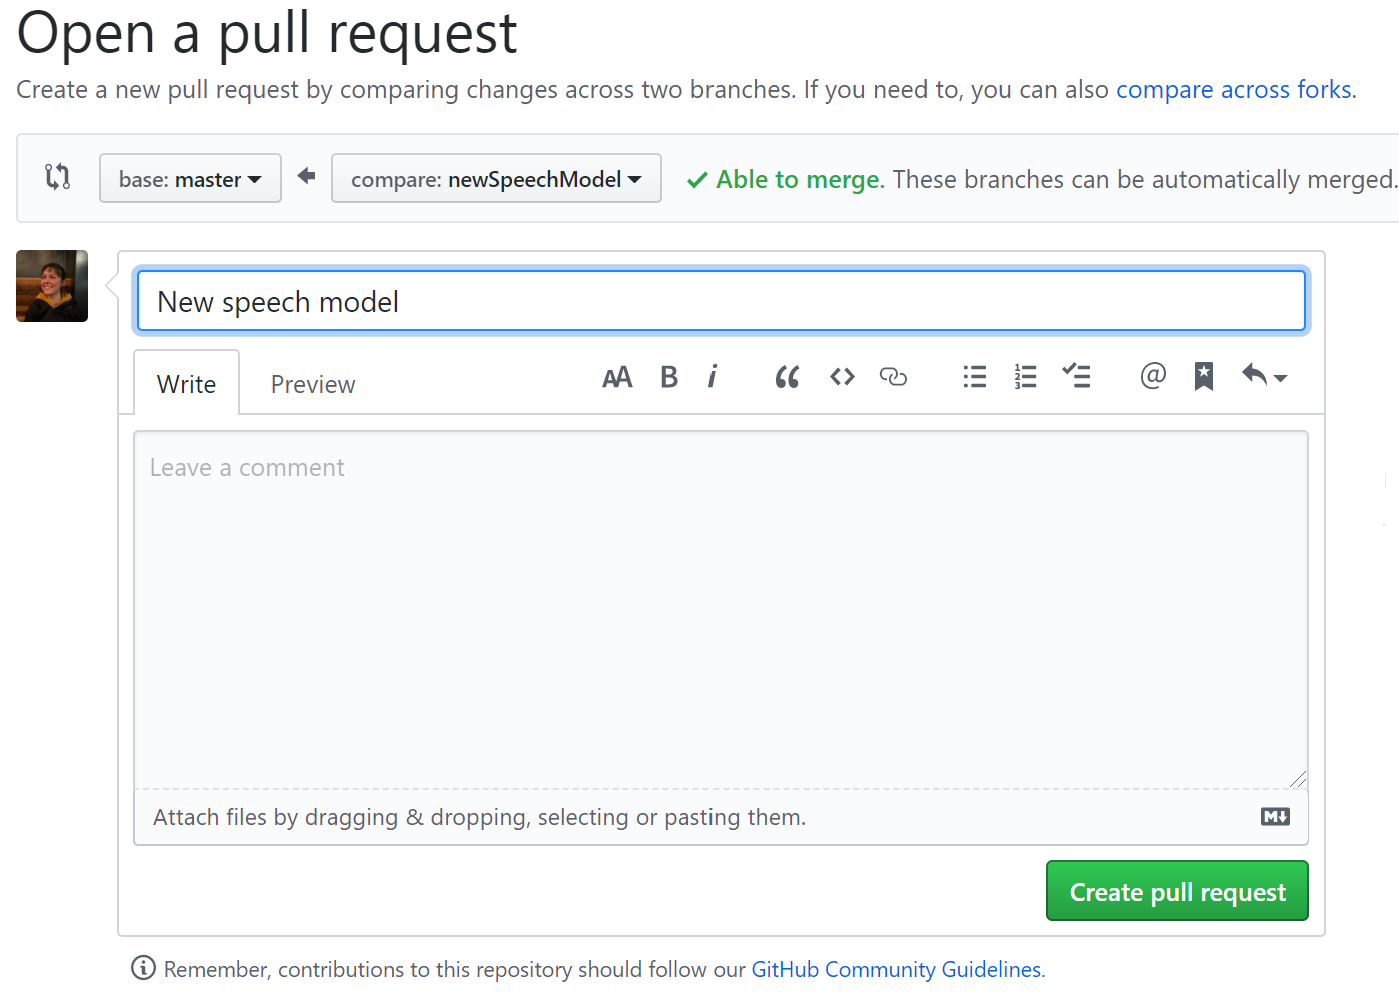 Open a pull request
Create a new pull request by comparing changes across two branches. If you need to, you can also compare across forks.
base: master compare: newSpeechModel Able to merge. These branches can be automatically merged.
New speech model
Write Preview AA B i @
Leave a comment
Attach files by dragging & dropping, selecting or pasting them. M
Create pull request
Remember, contributions to this repository should follow our GitHub Community Guidelines.